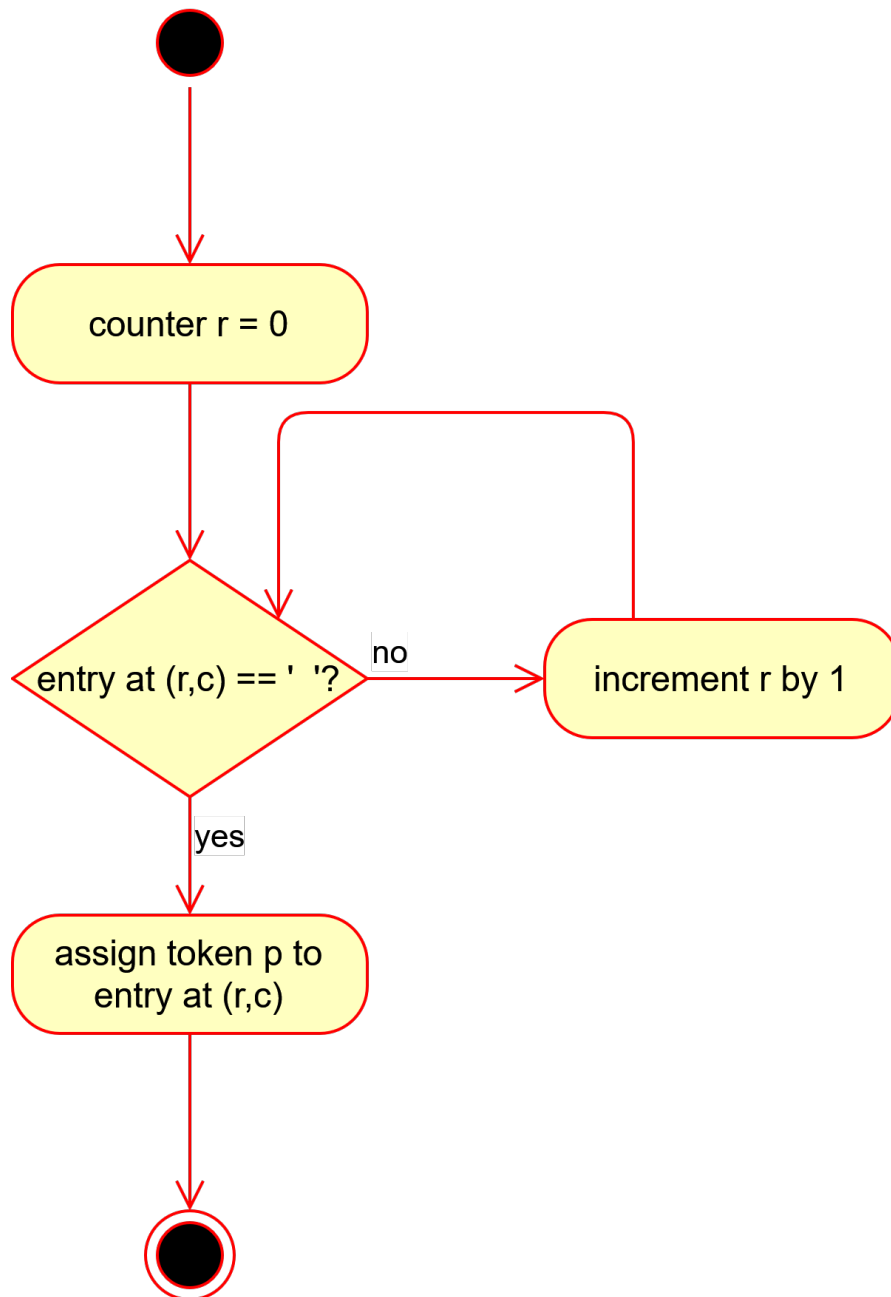 counter r = 0
entry at (r,c) == '  '?
no
increment r by 1
yes
assign token p to
entry at (r,c)